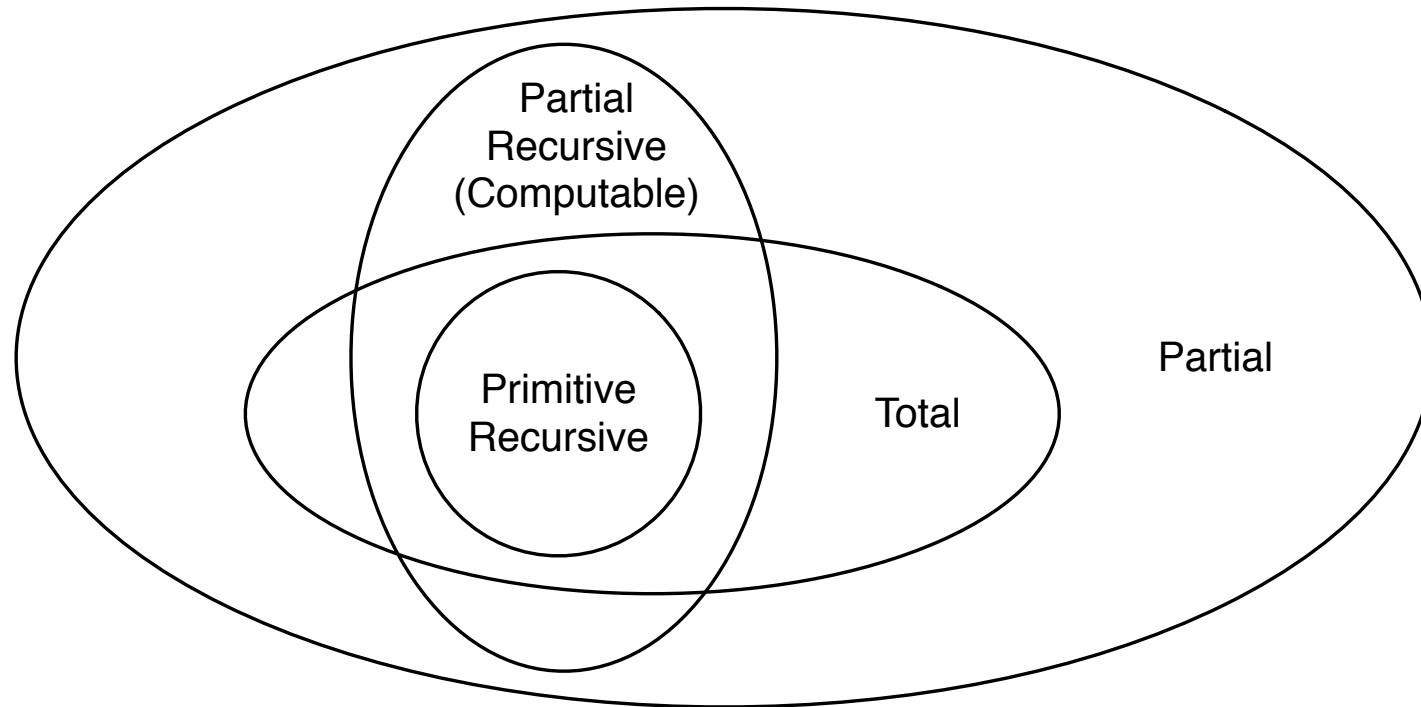 Partial
Recursive
(Computable)
Primitive
Recursive
Total
Partial